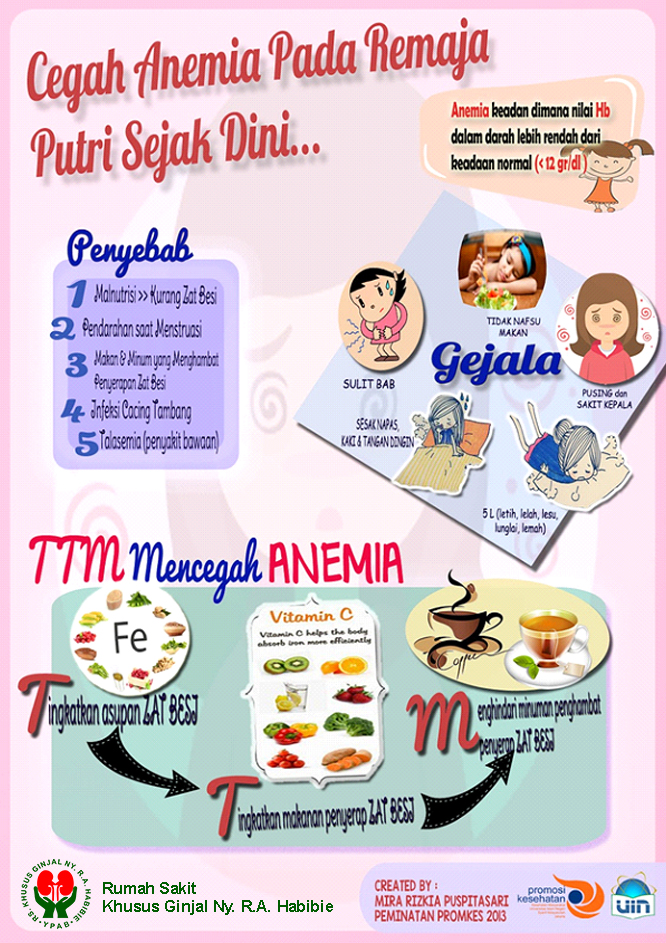 Cegah Anemia Pada Remaja
Putri Sejak Dini...
Anemia keadan dimana nilai Hb
dalam darah lebih rendah dari
keadaan normal (< 12 gr/dl )
Penyebab
1 Malnutrisi >> Kurang Zat Besi
2 Pendarahan saat Menstruasi
3 Makan & Minum yang Menghambat
Penyerapan Zat Besi
4 Infeksi Cacing Tambang
5 Talasemia (penyakit bawaan)
TIDAK NAFSU
MAKAN
Gejala
SULIT BAB
PUSING dan
SAKIT KEPALA
SESAK NAPAS,
KAKI & TANGAN DINGIN
5 L (letih, lelah, lesu,
lunglai, lemah)
TTM Mencegah ANEMIA
Fe
Tingkatkan asupan ZAT BESI
Vitamin C
Vitamin C helps the body
absorb iron more efficiently
Tingkatkan makanan penyerap ZAT BESI
Coffee
Menghindari minuman penghambat
penyerap ZAT BESI
RS. KHUSUS GINJAL NY. R.A. HABIBIE
YPAB
Rumah Sakit
Khusus Ginjal Ny. R.A. Habibie
CREATED BY :
MIRA RIZKIA PUSPITASARI
PEMINATAN PROMKES 2013
promosi
kesehatan
UIN